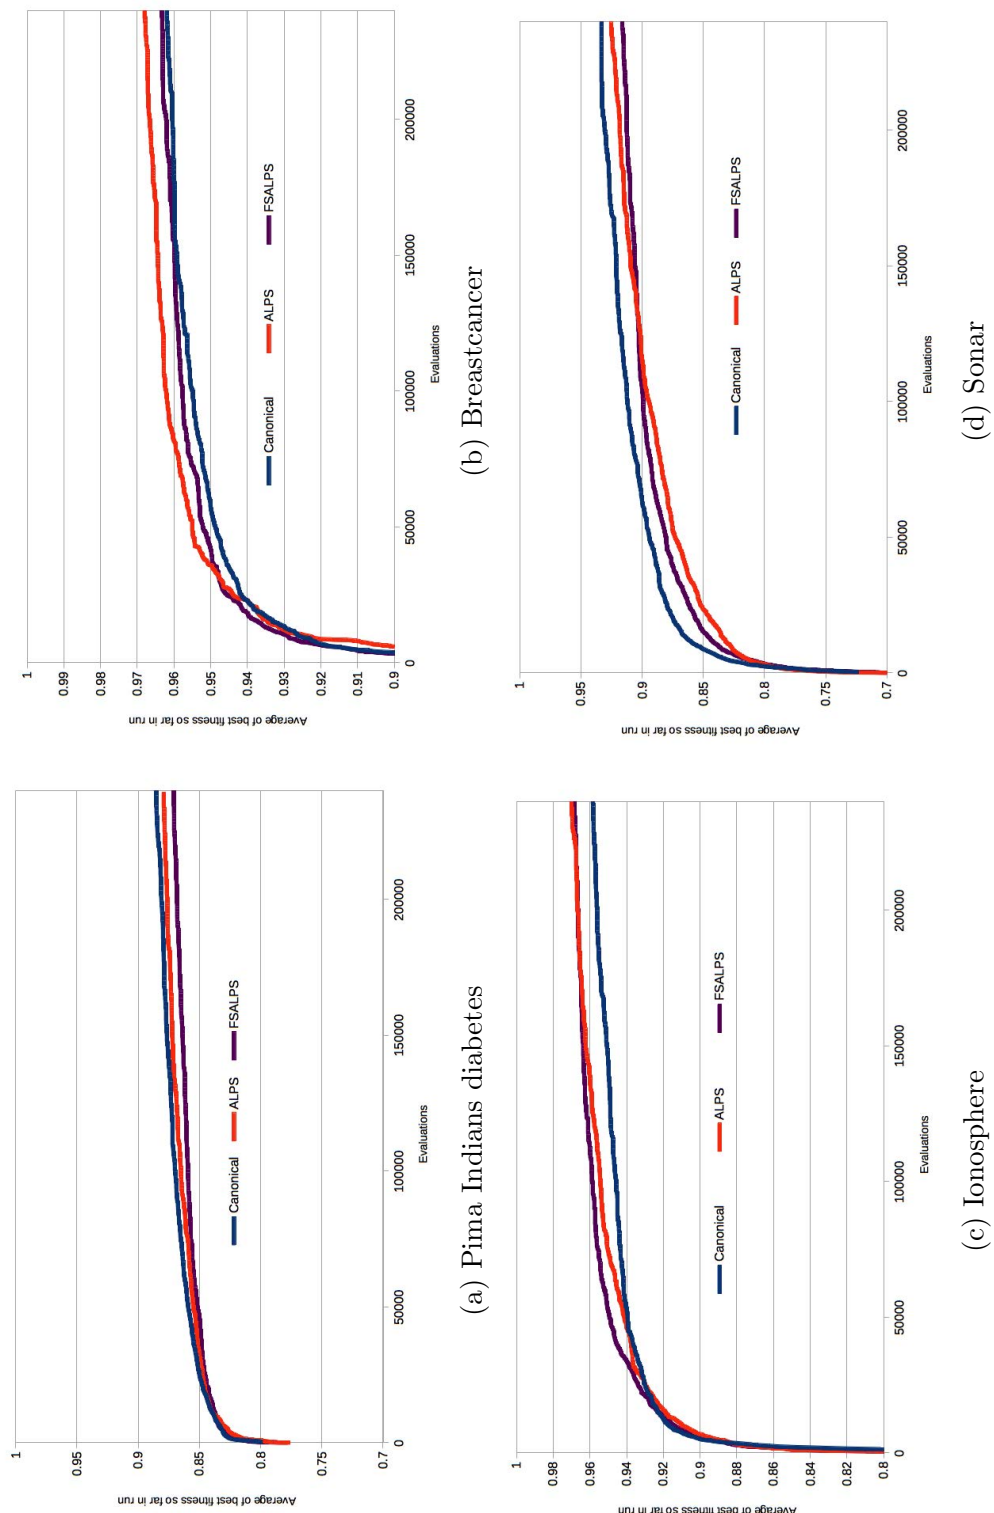 Average of best fitness so far in run
1
0.95
0.9
0.85
0.8
0.75
0.7
0 50000 100000 150000 200000
Evaluations
Canonical ALPS FSALPS
(a) Pima Indians diabetes
Average of best fitness so far in run
1
0.99
0.98
0.97
0.96
0.95
0.94
0.93
0.92
0.91
0.9
0 50000 100000 150000 200000
Evaluations
Canonical ALPS FSALPS
(b) Breastcancer
Average of best fitness so far in run
1
0.98
0.96
0.94
0.92
0.9
0.88
0.86
0.84
0.82
0.8
0 50000 100000 150000 200000
Evaluations
Canonical ALPS FSALPS
(c) Ionosphere
Average of best fitness so far in run
1
0.95
0.9
0.85
0.8
0.75
0.7
0 50000 100000 150000 200000
Evaluations
Canonical ALPS FSALPS
(d) Sonar